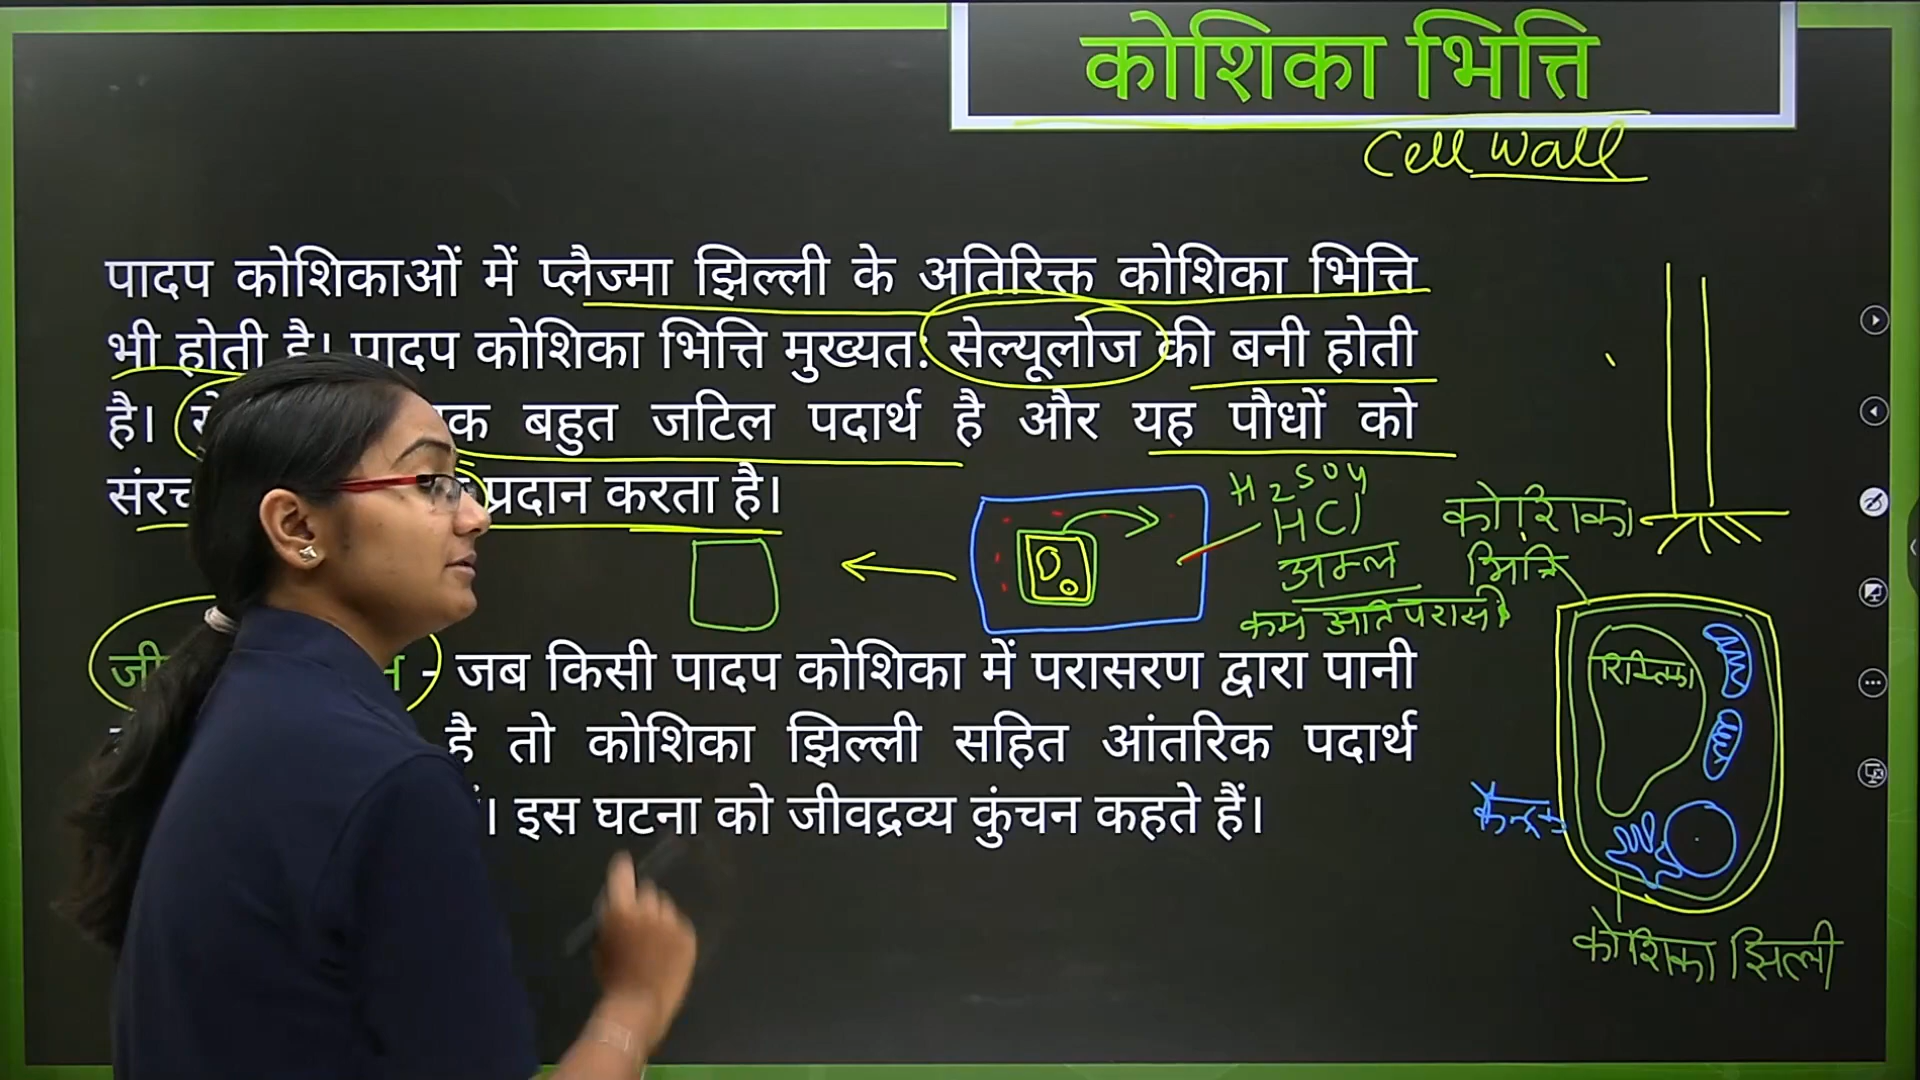 कोशिका भित्ति
Cell Wall
पादप कोशिकाओं में प्लैज्मा झिल्ली के अतिरिक्त कोशिका भित्ति
भी होती है। पादप कोशिका भित्ति मुख्यत: सेल्यूलोज की बनी होती
है। बहुत जटिल पदार्थ है और यह पौधों को
प्रदान करता है।
H2SO4
HCl
अम्ल
कम अतिपरासरी
कोशिका
भित्ति
रिक्तिका
- जब किसी पादप कोशिका में परासरण द्वारा पानी
है तो कोशिका झिल्ली सहित आंतरिक पदार्थ
इस घटना को जीवद्रव्य कुंचन कहते हैं।
केन्द्रक
कोशिका झिल्ली